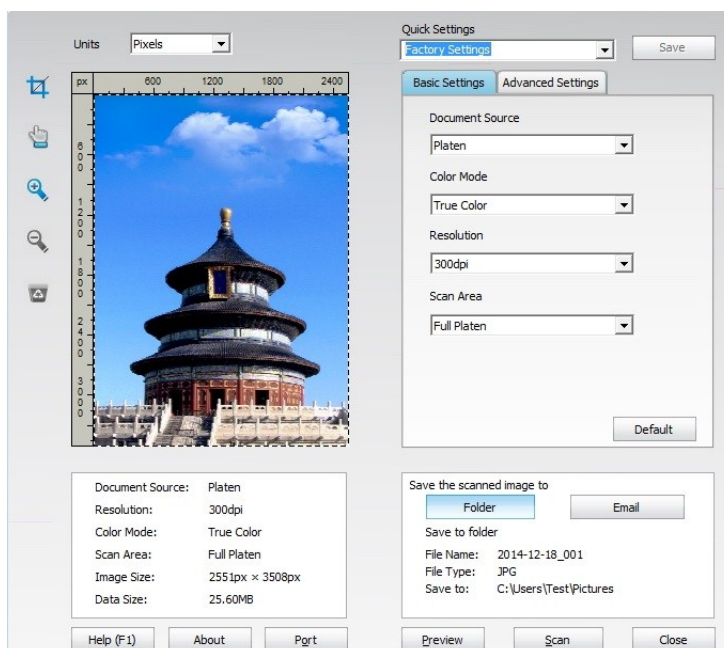 Quick Settings
Units Pixels
Factory Settings Save
px 600 1200 1800 2400
Basic Settings Advanced Settings
Document Source
Platen
600
Color Mode
1200
True Color
Resolution
1800
300dpi
Scan Area
2400
Full Platen
3000
Default
Document Source: Platen
Resolution: 300dpi
Color Mode: True Color
Scan Area: Full Platen
Image Size: 2551px × 3508px
Data Size: 25.60MB
Save the scanned image to
Folder Email
Save to folder
File Name: 2014-12-18_001
File Type: JPG
Save to: C:\Users\Test\Pictures
Help (F1) About Port Preview Scan Close